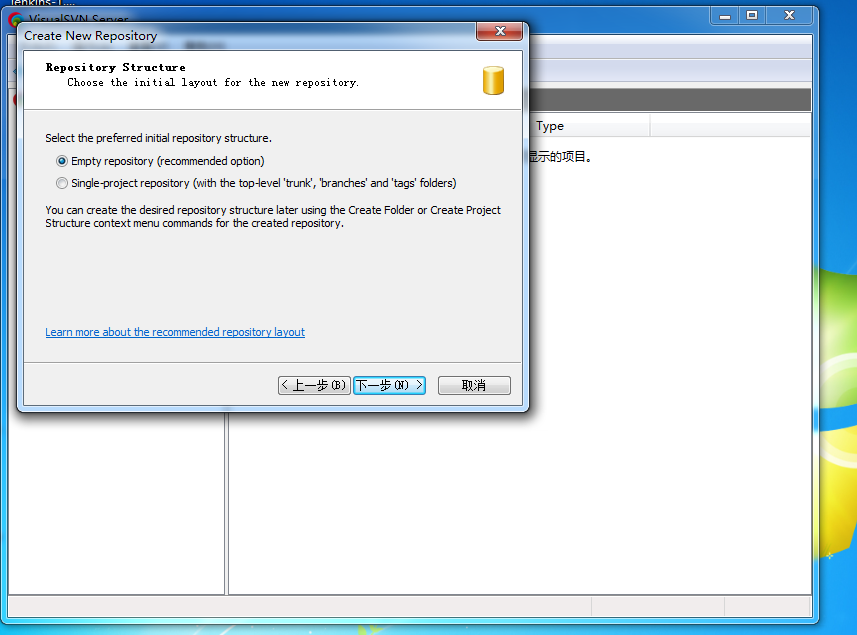 Jenkins-1....
VisualSVN Server
Create New Repository
Repository Structure
Choose the initial layout for the new repository.
Type
Select the preferred initial repository structure.
显示的项目。
Empty repository (recommended option)
Single-project repository (with the top-level 'trunk', 'branches' and 'tags' folders)
You can create the desired repository structure later using the Create Folder or Create Project
Structure context menu commands for the created repository.
Learn more about the recommended repository layout
< 上一步(B)
下一步(N) >
取消